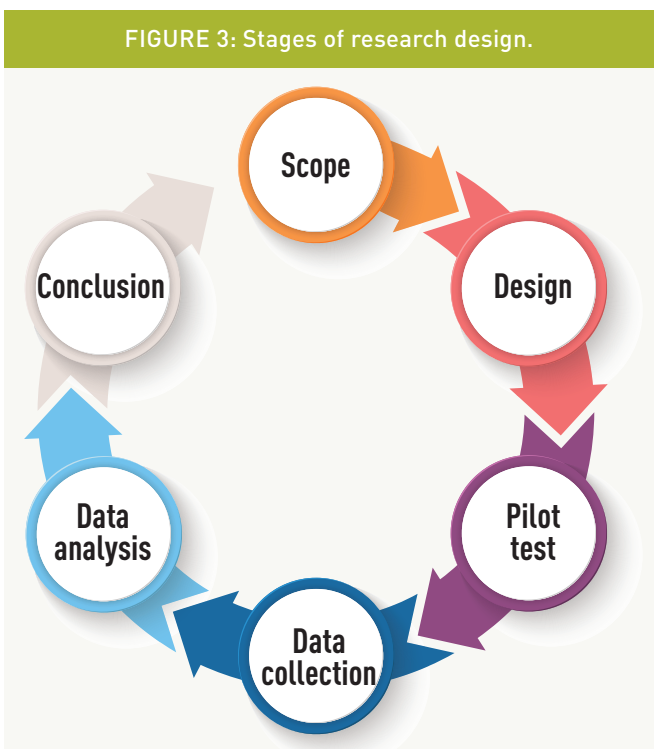 FIGURE 3: Stages of research design.
Scope
Design
Pilot
test
Data
collection
Data
analysis
Conclusion